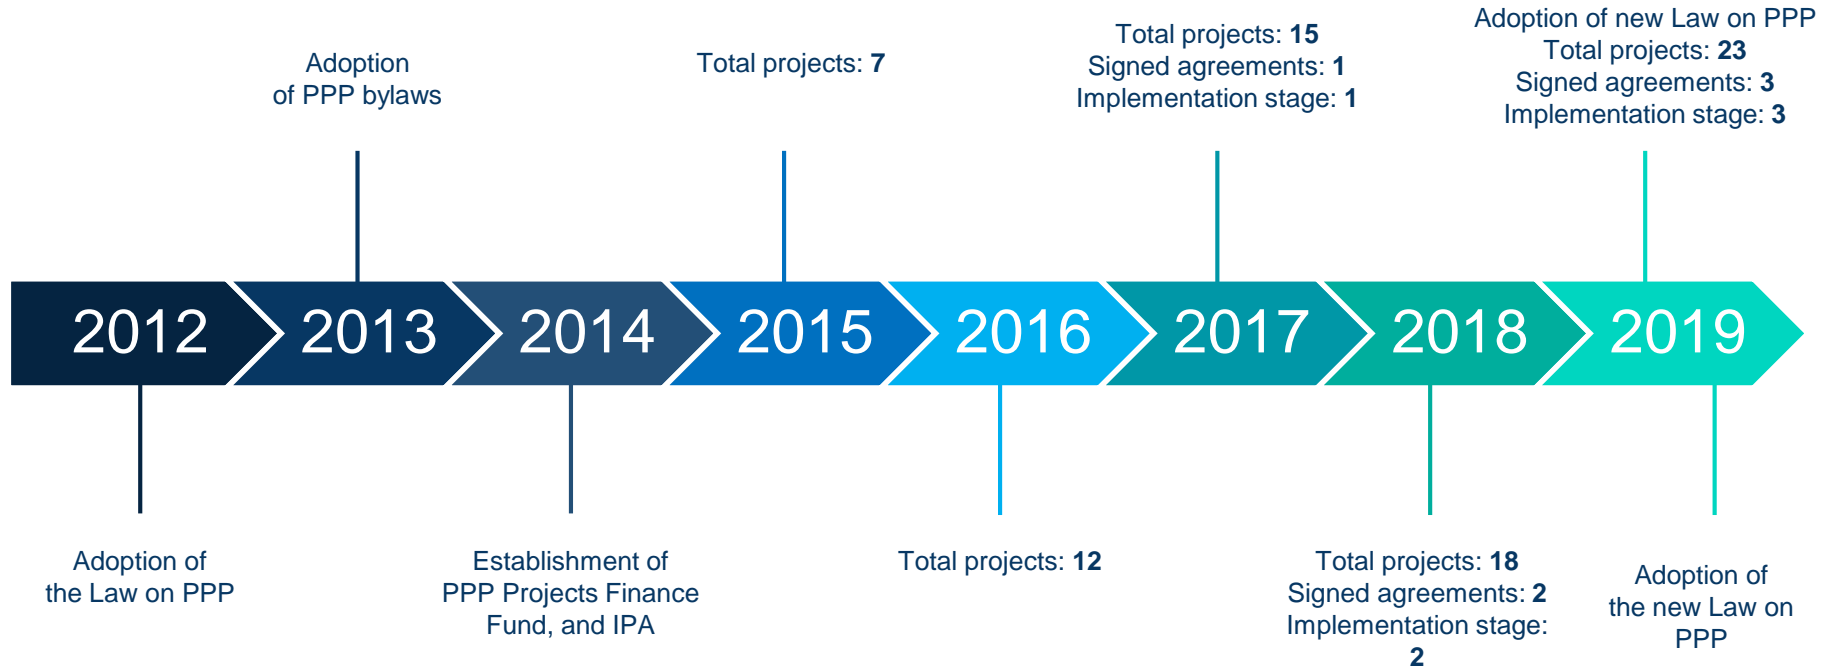 Adoption
of PPP bylaws
Total projects: 7
Total projects: 15
Signed agreements: 1
Implementation stage: 1
Adoption of new Law on PPP
Total projects: 23
Signed agreements: 3
Implementation stage: 3
2012
2013
2014
2015
2016
2017
2018
2019
Adoption of
the Law on PPP
Establishment of
PPP Projects Finance
Fund, and IPA
Total projects: 12
Total projects: 18
Signed agreements: 2
Implementation stage:
2
Adoption of
the new Law on
PPP